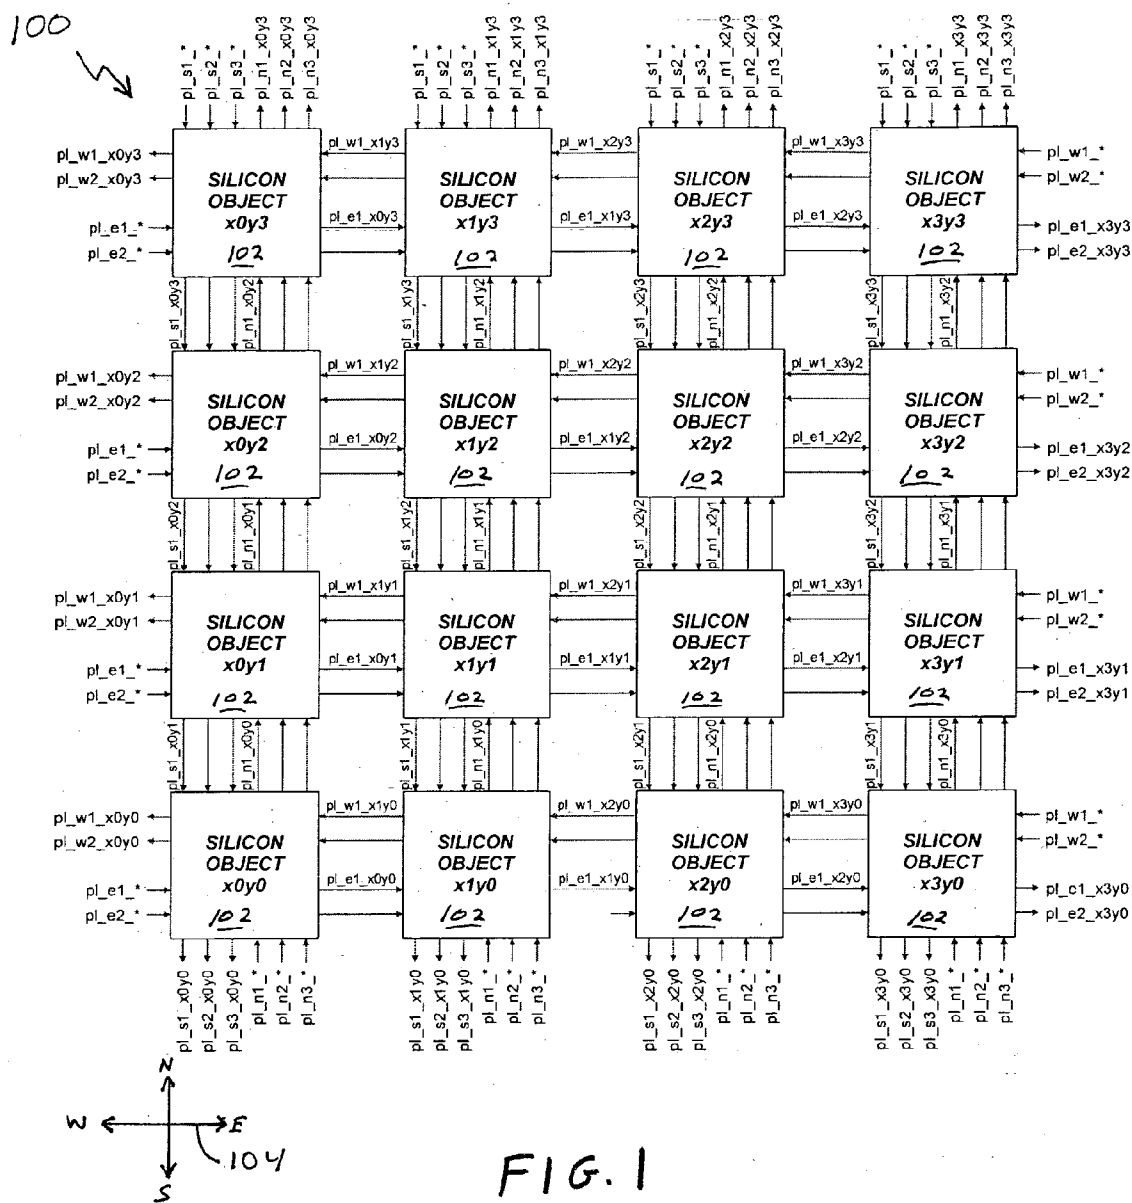 100
pl_s1_* pl_s2_* pl_s3_* pl_n1_x0y3 pl_n2_x0y3 pl_n3_x0y3 pl_s1_* pl_s2_* pl_s3_* pl_n1_x1y3 pl_n2_x1y3 pl_n3_x1y3 pl_s1_* pl_s2_* pl_s3_* pl_n1_x2y3 pl_n2_x2y3 pl_n3_x2y3 pl_s1_* pl_s2_* pl_s3_* pl_n1_x3y3 pl_n2_x3y3 pl_n3_x3y3
pl_w1_x0y3 pl_w1_x1y3 pl_w1_x2y3 pl_w1_x3y3 pl_w1_*
pl_w2_x0y3 pl_w2_*
SILICON SILICON SILICON SILICON
OBJECT OBJECT OBJECT OBJECT
x0y3 x1y3 x2y3 x3y3
pl_e1_* pl_e1_x0y3 pl_e1_x1y3 pl_e1_x2y3 pl_e1_x3y3
pl_e2_* 102 102 102 102 pl_e2_x3y3
pl_s1_x0y3 pl_n1_x0y2 pl_s1_x1y3 pl_n1_x1y2 pl_s1_x2y3 pl_n1_x2y2 pl_s1_x3y3 pl_n1_x3y2
pl_w1_x0y2 pl_w1_x1y2 pl_w1_x2y2 pl_w1_x3y2 pl_w1_*
pl_w2_x0y2 pl_w2_*
SILICON SILICON SILICON SILICON
OBJECT OBJECT OBJECT OBJECT
x0y2 x1y2 x2y2 x3y2
pl_e1_* pl_e1_x0y2 pl_e1_x1y2 pl_e1_x2y2 pl_e1_x3y2
pl_e2_* 102 102 102 102 pl_e2_x3y2
pl_s1_x0y2 pl_n1_x0y1 pl_s1_x1y2 pl_n1_x1y1 pl_s1_x2y2 pl_n1_x2y1 pl_s1_x3y2 pl_n1_x3y1
pl_w1_x0y1 pl_w1_x1y1 pl_w1_x2y1 pl_w1_x3y1 pl_w1_*
pl_w2_x0y1 pl_w2_*
SILICON SILICON SILICON SILICON
OBJECT OBJECT OBJECT OBJECT
x0y1 x1y1 x2y1 x3y1
pl_e1_* pl_e1_x0y1 pl_e1_x1y1 pl_e1_x2y1 pl_e1_x3y1
pl_e2_* 102 102 102 102 pl_e2_x3y1
pl_s1_x0y1 pl_n1_x0y0 pl_s1_x1y1 pl_n1_x1y0 pl_s1_x2y1 pl_n1_x2y0 pl_s1_x3y1 pl_n1_x3y0
pl_w1_x0y0 pl_w1_x1y0 pl_w1_x2y0 pl_w1_x3y0 pl_w1_*
pl_w2_x0y0 pl_w2_*
SILICON SILICON SILICON SILICON
OBJECT OBJECT OBJECT OBJECT
x0y0 x1y0 x2y0 x3y0
pl_e1_* pl_e1_x0y0 pl_e1_x1y0 pl_e1_x2y0 pl_e1_x3y0
pl_e2_* 102 102 102 102 pl_e2_x3y0
pl_s1_x0y0 pl_s2_x0y0 pl_s3_x0y0 pl_n1_* pl_n2_* pl_n3_* pl_s1_x1y0 pl_s2_x1y0 pl_s3_x1y0 pl_n1_* pl_n2_* pl_n3_* pl_s1_x2y0 pl_s2_x2y0 pl_s3_x2y0 pl_n1_* pl_n2_* pl_n3_* pl_s1_x3y0 pl_s2_x3y0 pl_s3_x3y0 pl_n1_* pl_n2_* pl_n3_*
N
W E
104
S
FIG. 1